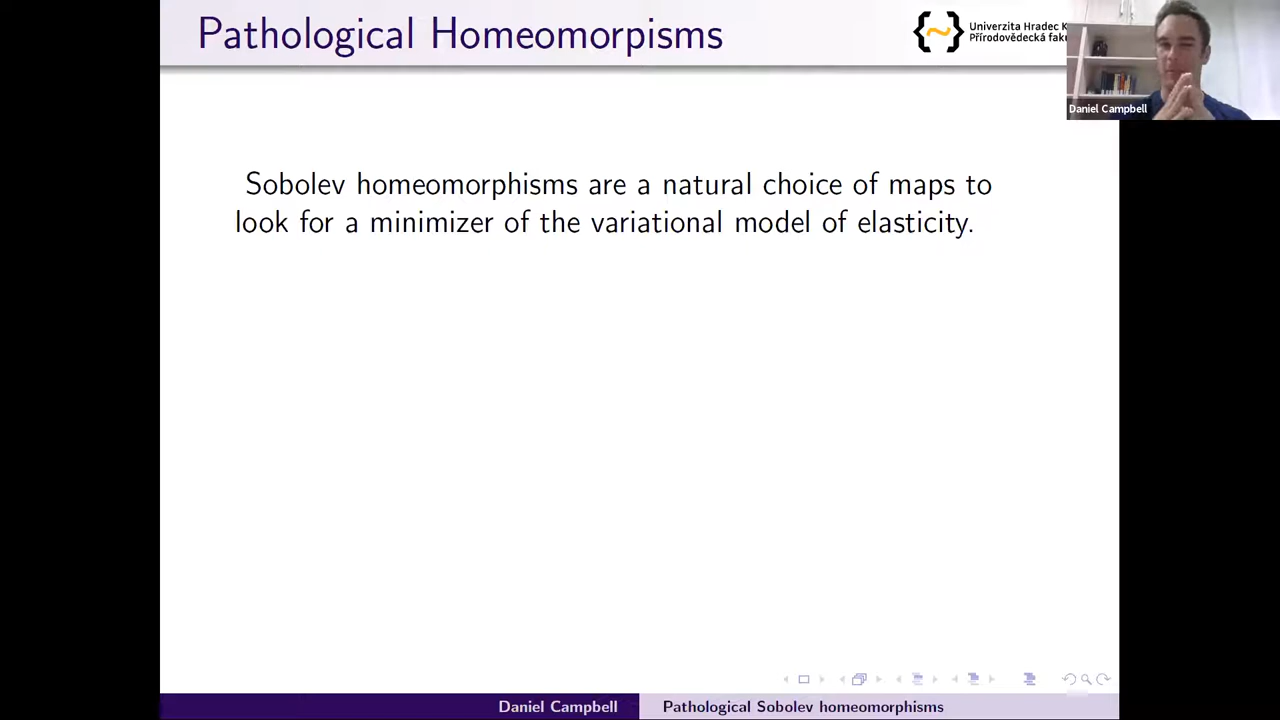 Pathological Homeomorpisms
{~}
Univerzita Hradec
Přírodovědecká
Daniel Campbell
Sobolev homeomorphisms are a natural choice of maps to
look for a minimizer of the variational model of elasticity.
Daniel Campbell
Pathological Sobolev homeomorphisms